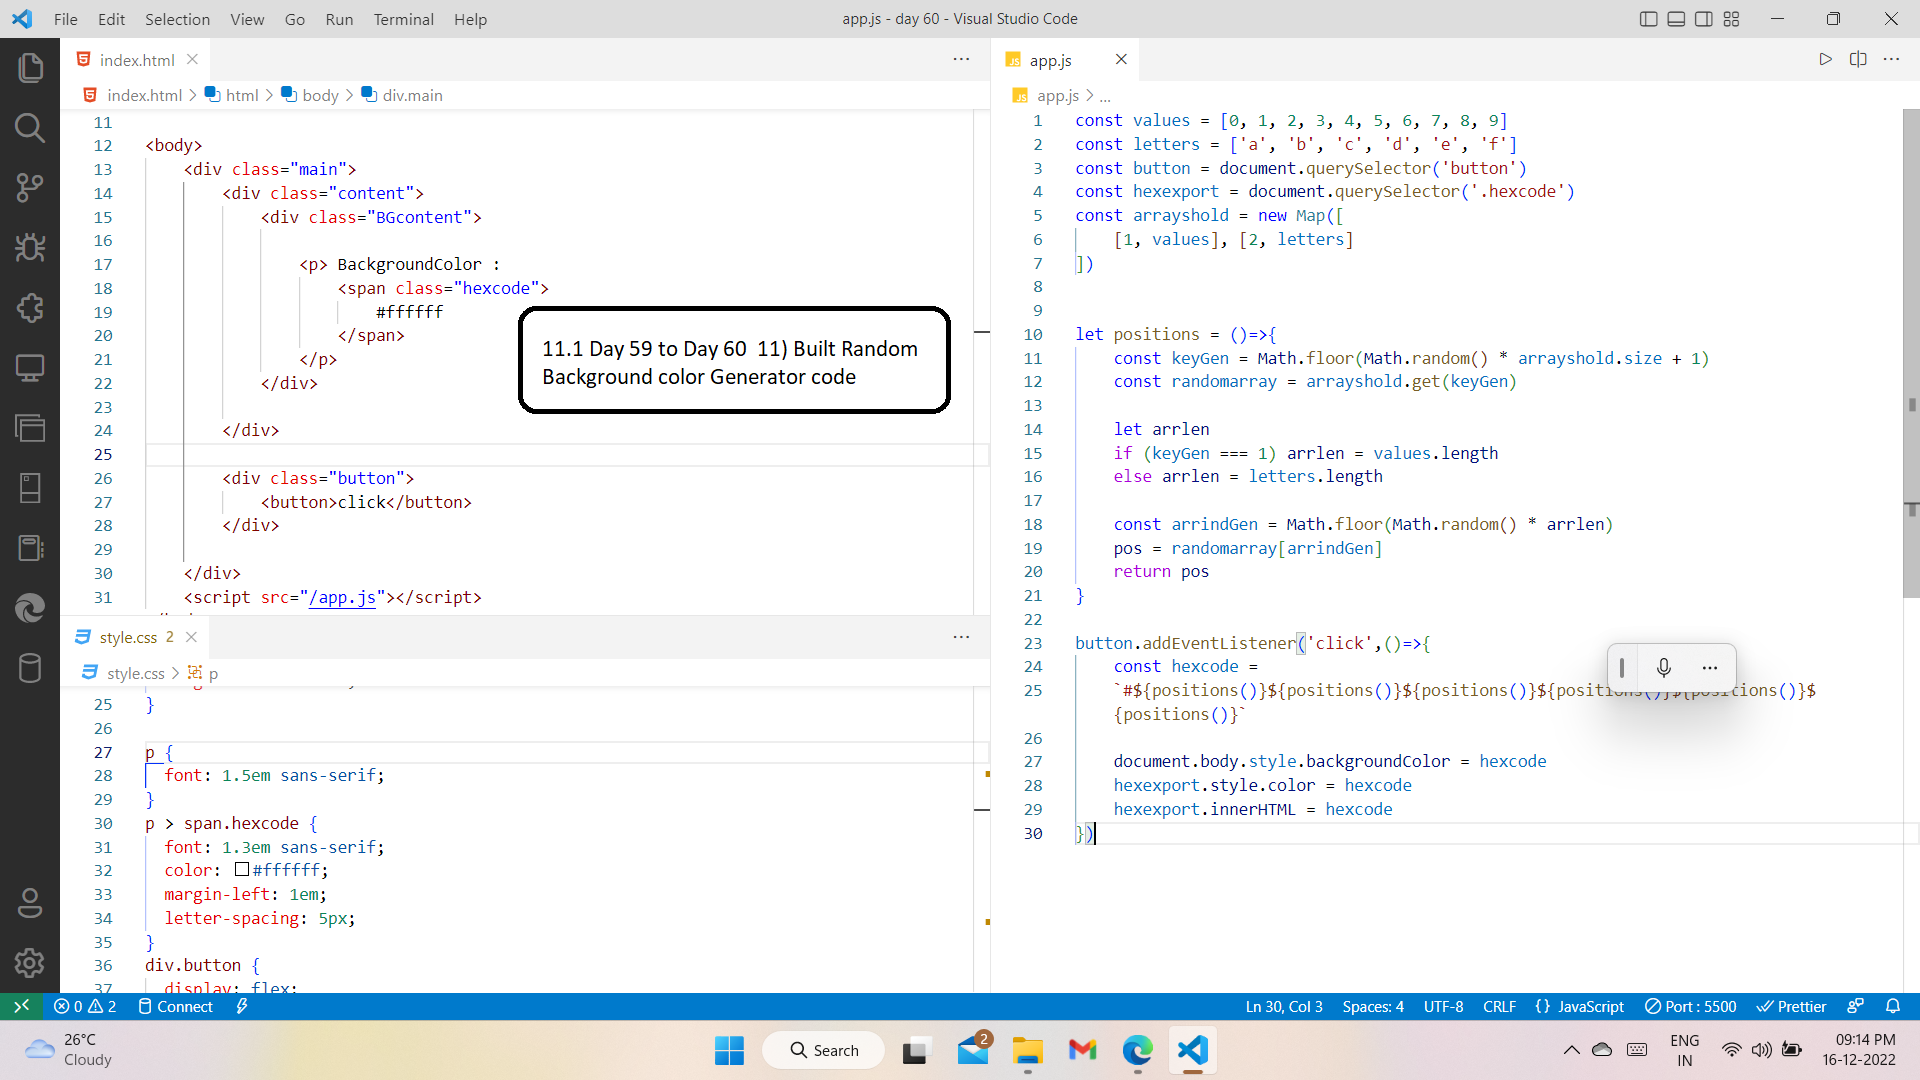 File Edit Selection View Go Run Terminal Help
app.js - day 60 - Visual Studio Code
index.html
index.html > html > body > div.main
11
12 <body>
13 <div class="main">
14 <div class="content">
15 <div class="BGcontent">
16
17 <p> BackgroundColor :
18 <span class="hexcode">
19 #ffffff
20 </span>
21 </p>
22 </div>
23
24 </div>
25
26 <div class="button">
27 <button>click</button>
28 </div>
29
30 </div>
31 <script src="/app.js"></script>
11.1 Day 59 to Day 60 11) Built Random
Background color Generator code
style.css 2
style.css > p
25 }
26
27 p {
28 font: 1.5em sans-serif;
29 }
30 p > span.hexcode {
31 font: 1.3em sans-serif;
32 color: #ffffff;
33 margin-left: 1em;
34 letter-spacing: 5px;
35 }
36 div.button {
37 display: flex;
JS app.js
JS app.js > ...
1 const values = [0, 1, 2, 3, 4, 5, 6, 7, 8, 9]
2 const letters = ['a', 'b', 'c', 'd', 'e', 'f']
3 const button = document.querySelector('button')
4 const hexexport = document.querySelector('.hexcode')
5 const arrayshold = new Map([
6 [1, values], [2, letters]
7 ])
8
9
10 let positions = ()=>{
11 const keyGen = Math.floor(Math.random() * arrayshold.size + 1)
12 const randomarray = arrayshold.get(keyGen)
13
14 let arrlen
15 if (keyGen === 1) arrlen = values.length
16 else arrlen = letters.length
17
18 const arrindGen = Math.floor(Math.random() * arrlen)
19 pos = randomarray[arrindGen]
20 return pos
21 }
22
23 button.addEventListener('click',()=>{
24 const hexcode =
25 `#${positions()}${positions()}${positions()}${positions()}${positions()}$
{positions()}`
26
27 document.body.style.backgroundColor = hexcode
28 hexexport.style.color = hexcode
29 hexexport.innerHTML = hexcode
30 })
0 2 Connect
Ln 30, Col 3 Spaces: 4 UTF-8 CRLF {} JavaScript Port : 5500 Prettier
26°C
Cloudy
Search
2
ENG
IN
09:14 PM
16-12-2022